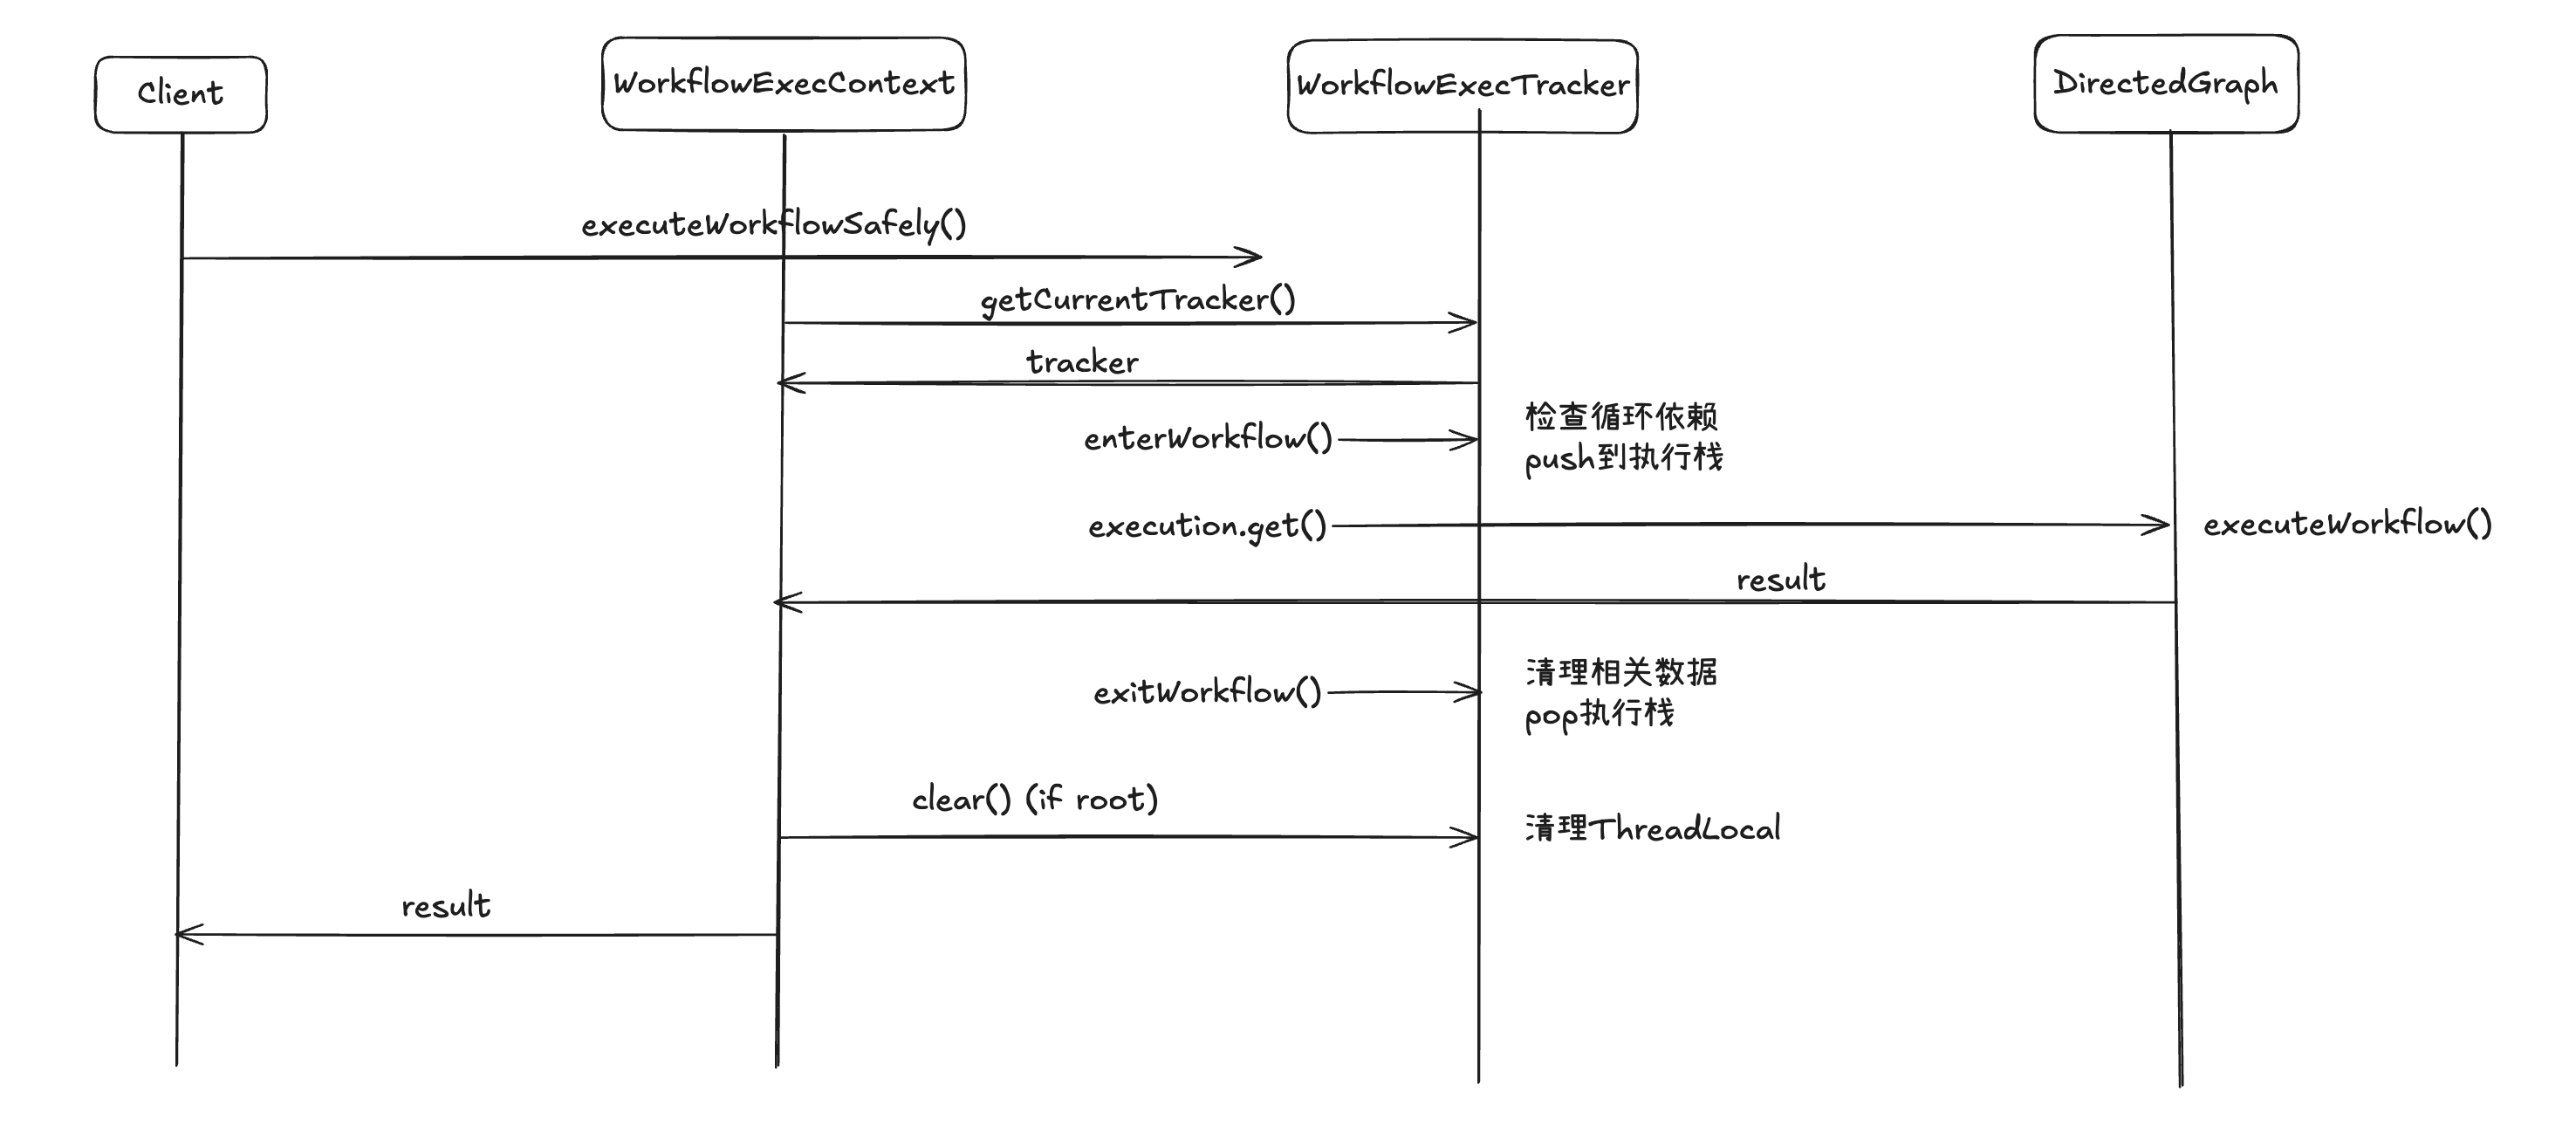 Client
WorkflowExecContext
WorkflowExecTracker
DirectedGraph
executeWorkflowSafely()
getCurrentTracker()
tracker
检查循环依赖
enterWorkflow()
push到执行栈
execution.get()
executeWorkflow()
result
清理相关数据
exitWorkflow()
pop执行栈
clear() (if root)
清理ThreadLocal
result